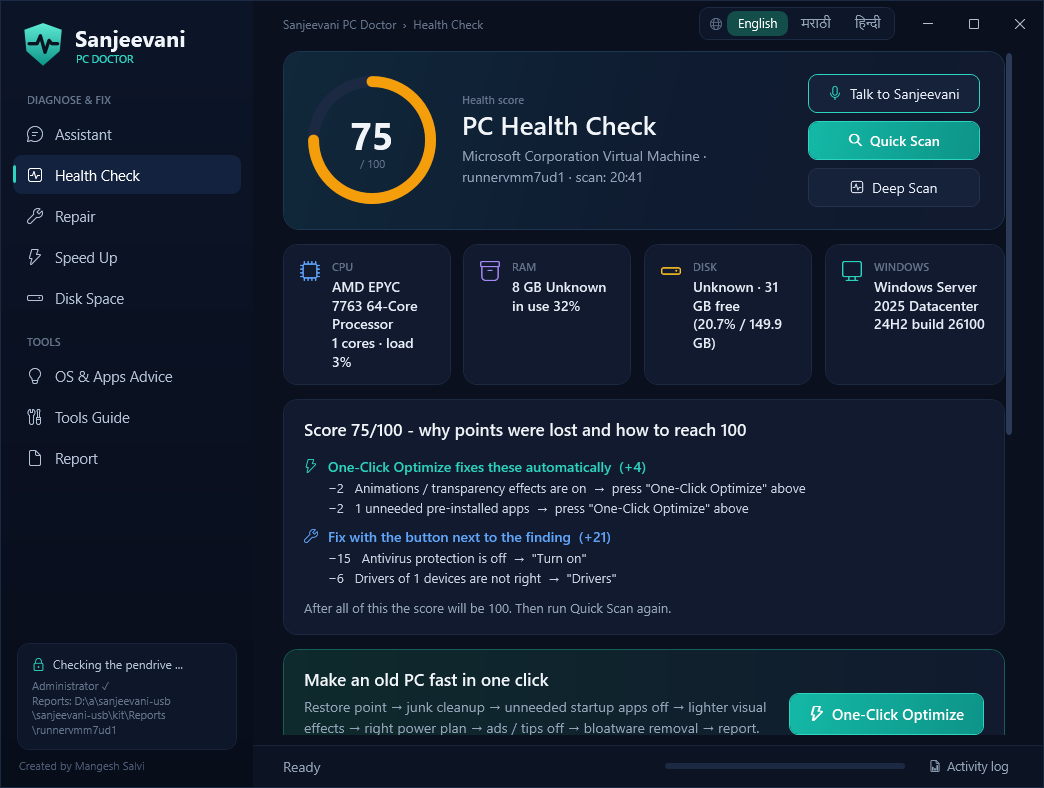 Sanjeevani
PC DOCTOR
DIAGNOSE & FIX
Assistant
Health Check
Repair
Speed Up
Disk Space
TOOLS
OS & Apps Advice
Tools Guide
Report
Checking the pendrive ...
Administrator ✓
Reports: D:\a\sanjeevani-usb
\sanjeevani-usb\kit\Reports
\runnervmm7ud1
Created by Mangesh Salvi
Sanjeevani PC Doctor › Health Check
English मराठी हिन्दी
75
/ 100
Health score
PC Health Check
Microsoft Corporation Virtual Machine ·
runnervmm7ud1 · scan: 20:41
Talk to Sanjeevani
Quick Scan
Deep Scan
CPU
AMD EPYC
7763 64-Core
Processor
1 cores · load
3%
RAM
8 GB Unknown
in use 32%
DISK
Unknown · 31
GB free
(20.7% / 149.9
GB)
WINDOWS
Windows Server
2025 Datacenter
24H2 build 26100
Score 75/100 - why points were lost and how to reach 100
One-Click Optimize fixes these automatically (+4)
−2 Animations / transparency effects are on → press "One-Click Optimize" above
−2 1 unneeded pre-installed apps → press "One-Click Optimize" above
Fix with the button next to the finding (+21)
−15 Antivirus protection is off → "Turn on"
−6 Drivers of 1 devices are not right → "Drivers"
After all of this the score will be 100. Then run Quick Scan again.
Make an old PC fast in one click
Restore point → junk cleanup → unneeded startup apps off → lighter visual
effects → right power plan → ads / tips off → bloatware removal → report.
One-Click Optimize
Ready
Activity log